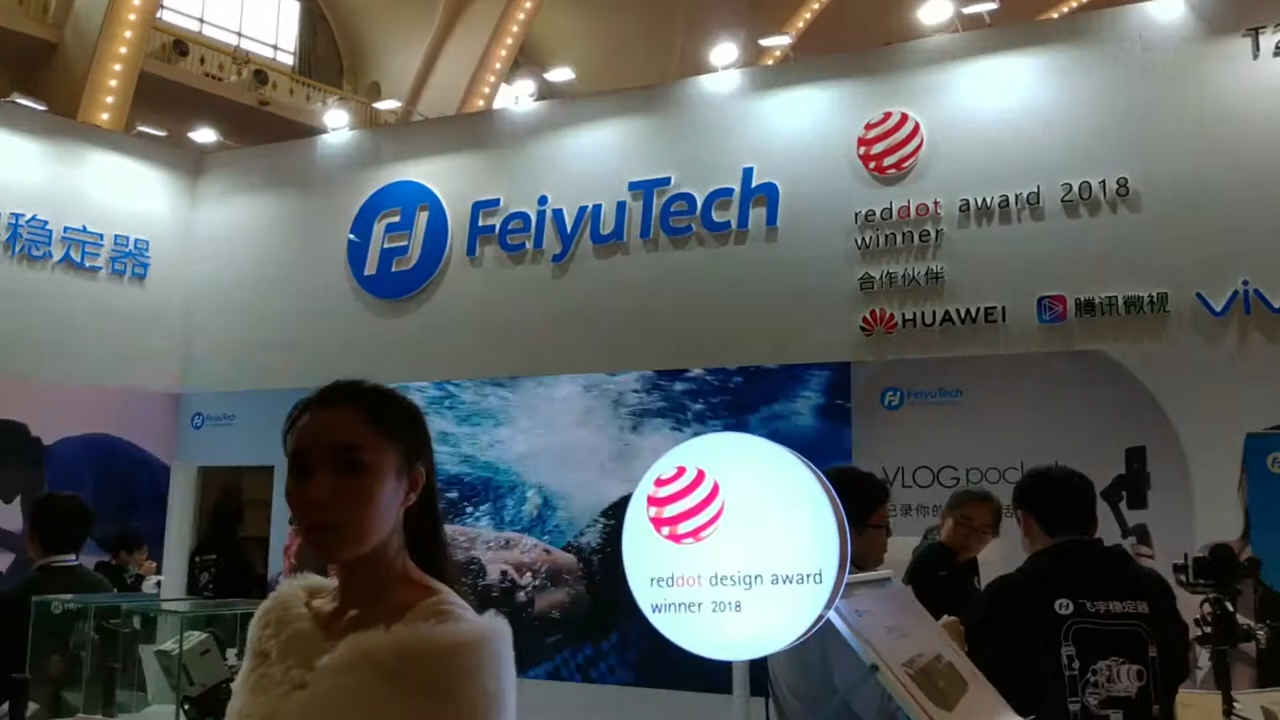 稳定器
FeiyuTech
reddot award 2018
winner
合作伙伴
HUAWEI
腾讯微视
FeiyuTech
FeiyuTech
VLOG
reddot design award
winner 2018
飞宇稳定器